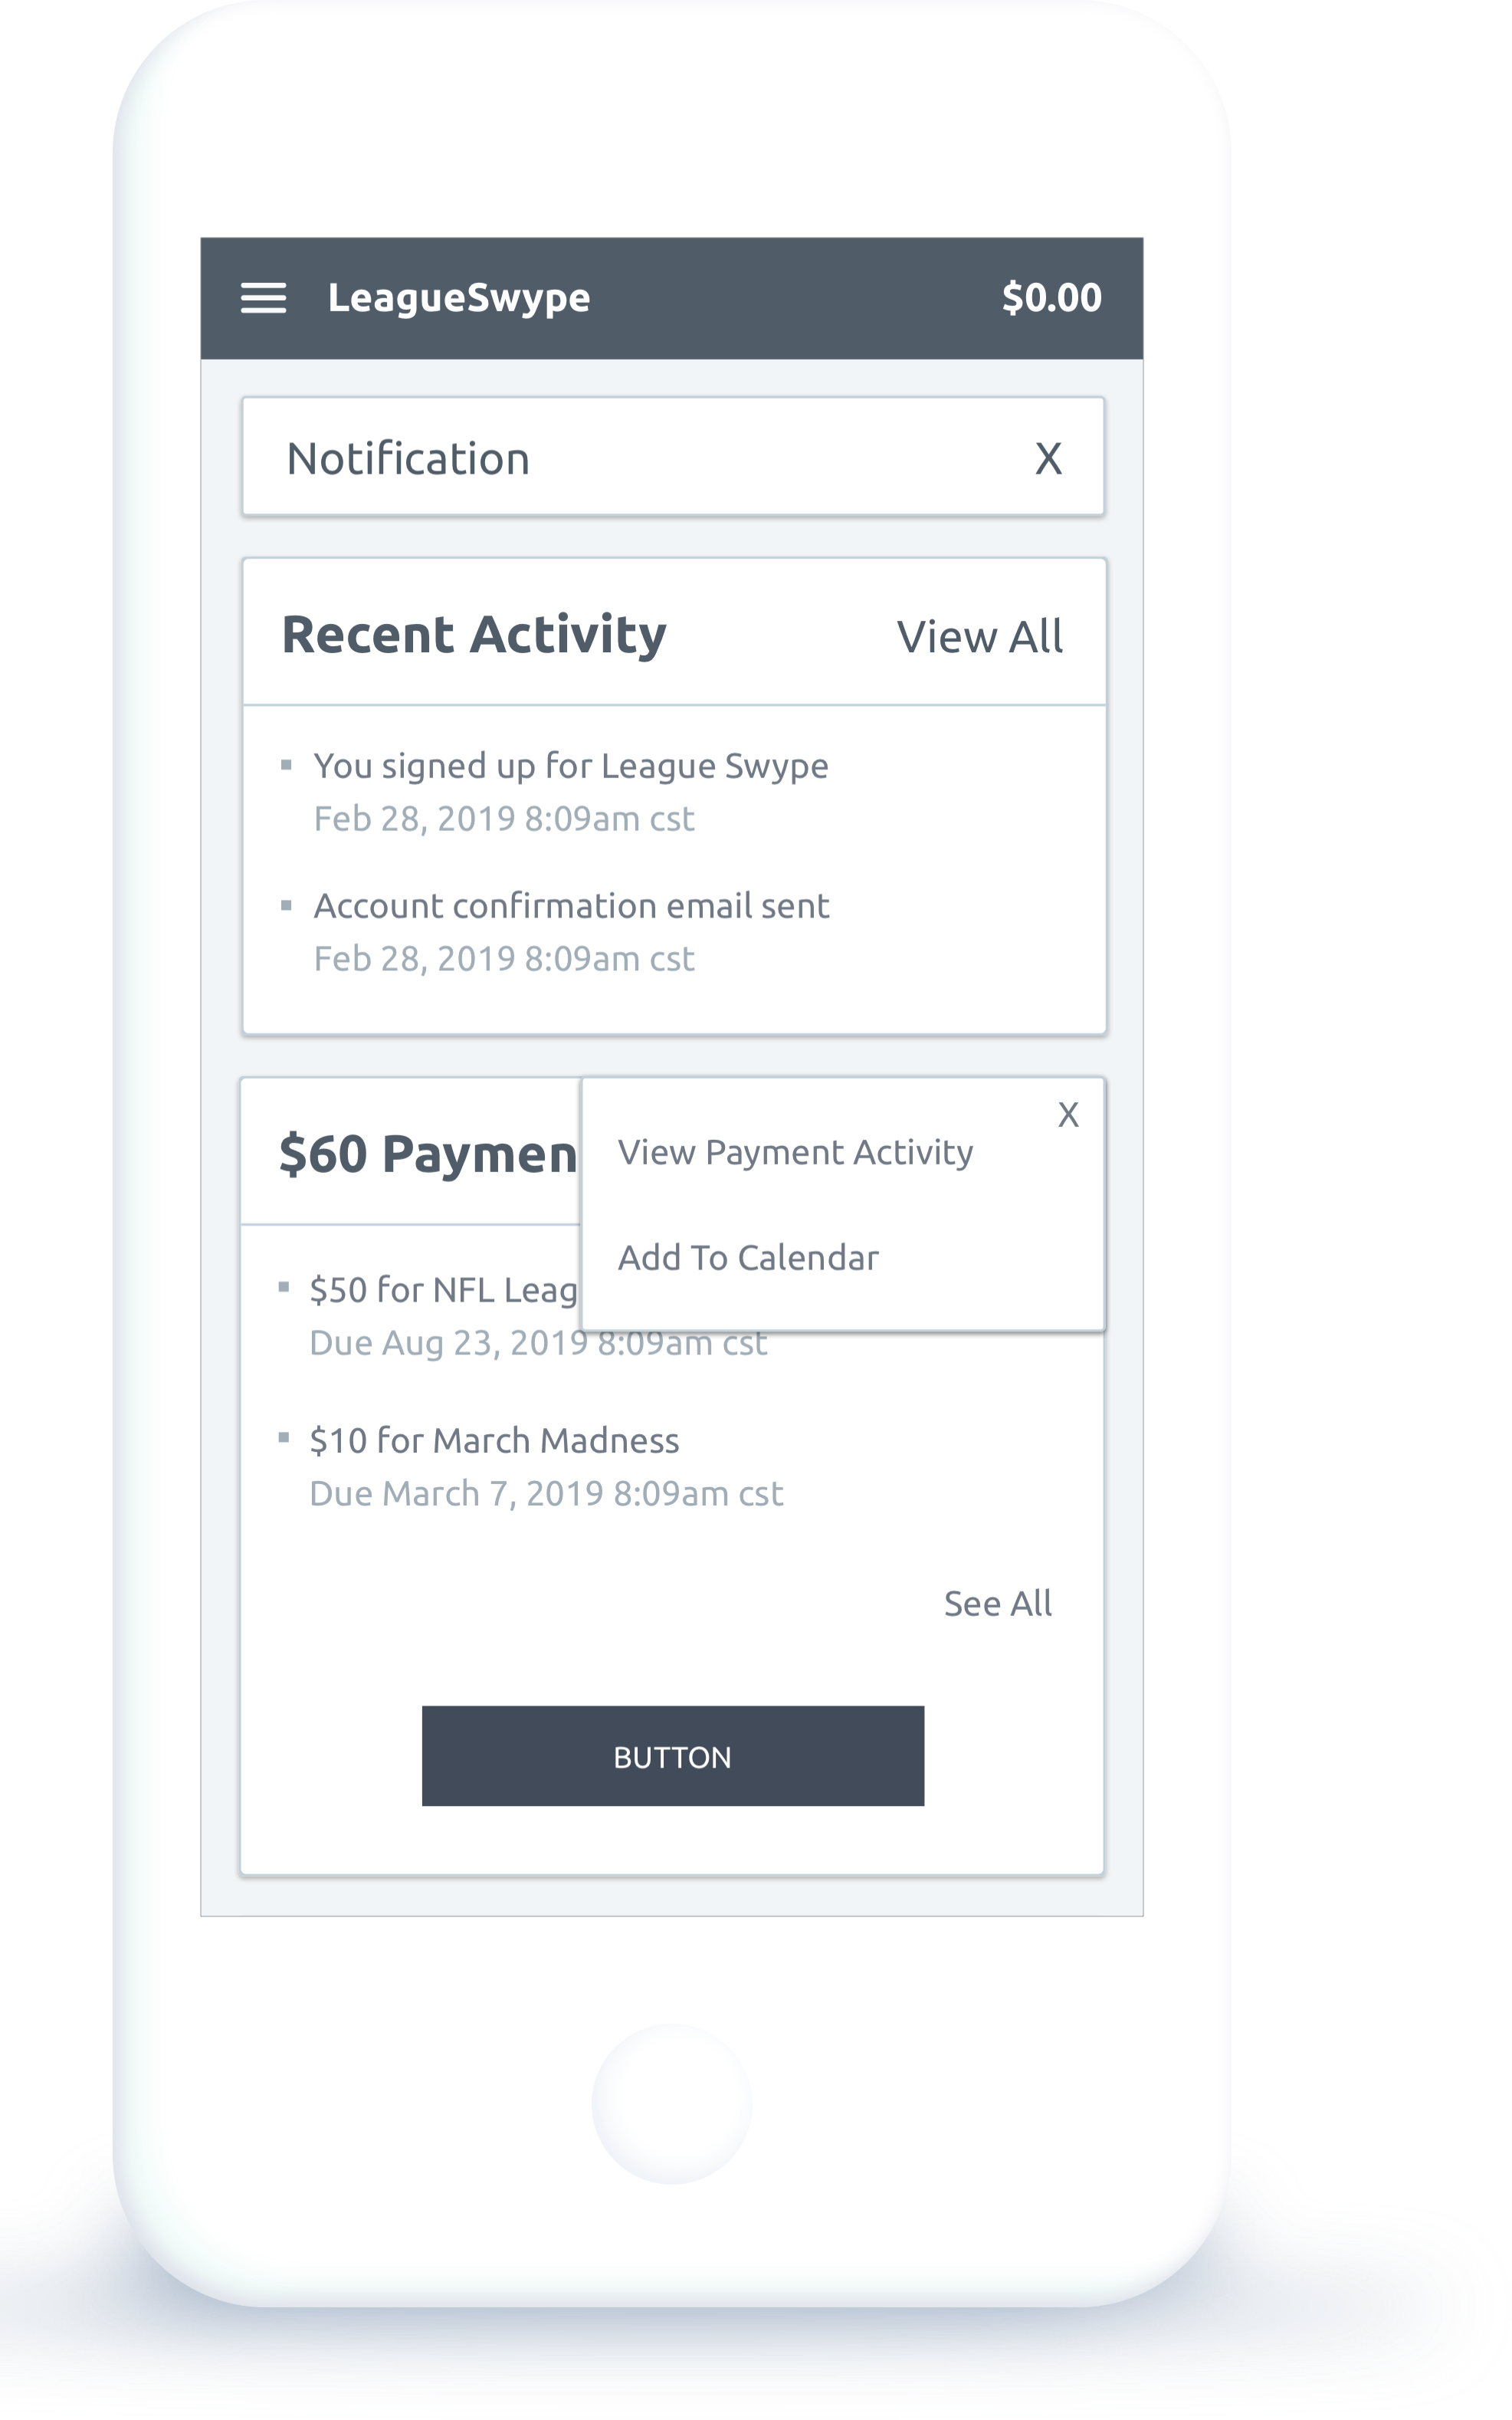 LeagueSwype $0.00
Notification X
Recent Activity View All
You signed up for League Swype
Feb 28, 2019 8:09am cst
Account confirmation email sent
Feb 28, 2019 8:09am cst
$60 Paymen
X
View Payment Activity
Add To Calendar
$50 for NFL Leag
Due Aug 23, 2019 8:09am cst
$10 for March Madness
Due March 7, 2019 8:09am cst
See All
BUTTON